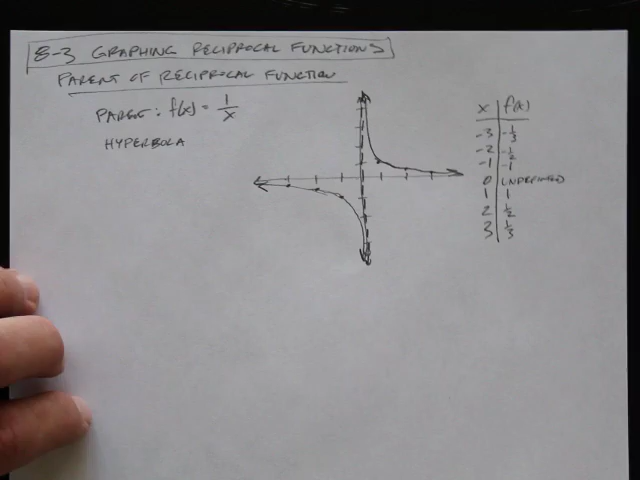 8-3 GRAPHING RECIPROCAL FUNCTIONS
PARENT OF RECIPROCAL FUNCTION
PARENT: f(x) = 1/x
HYPERBOLA
x f(x)
-3 -1/3
-2 -1/2
-1 -1
0 UNDEFINED
1 1
2 1/2
3 1/3